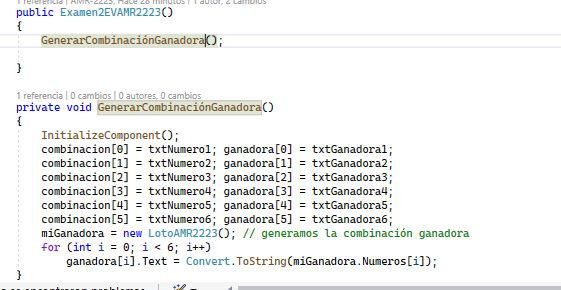 1 referencia | AMR-2223, Hace 28 minutos | 1 autor, 2 cambios
public Examen2EVAMR2223()
{
GenerarCombinaciónGanadora();
}
1 referencia | 0 cambios | 0 autores, 0 cambios
private void GenerarCombinaciónGanadora()
{
InitializeComponent();
combinacion[0] = txtNumero1; ganadora[0] = txtGanadora1;
combinacion[1] = txtNumero2; ganadora[1] = txtGanadora2;
combinacion[2] = txtNumero3; ganadora[2] = txtGanadora3;
combinacion[3] = txtNumero4; ganadora[3] = txtGanadora4;
combinacion[4] = txtNumero5; ganadora[4] = txtGanadora5;
combinacion[5] = txtNumero6; ganadora[5] = txtGanadora6;
miGanadora = new LotoAMR2223(); // generamos la combinación ganadora
for (int i = 0; i < 6; i++)
ganadora[i].Text = Convert.ToString(miGanadora.Numeros[i]);
}